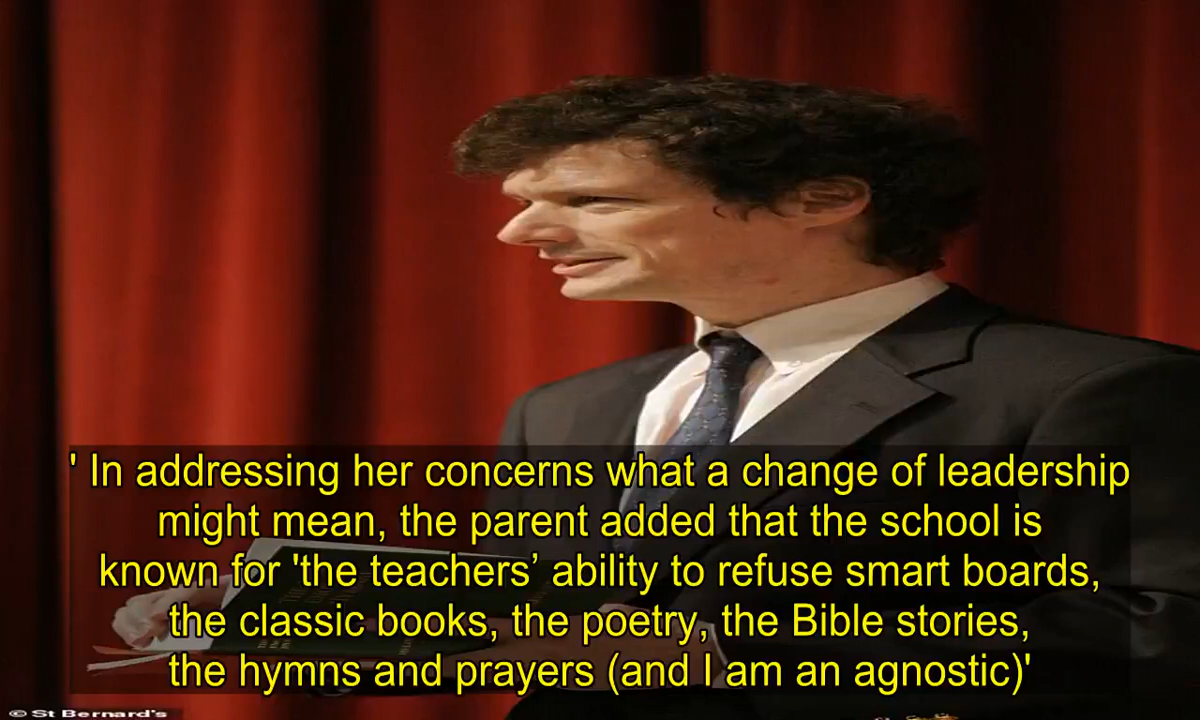 ' In addressing her concerns what a change of leadership
might mean, the parent added that the school is
known for 'the teachers’ ability to refuse smart boards,
the classic books, the poetry, the Bible stories,
the hymns and prayers (and I am an agnostic)'
© St Bernard's